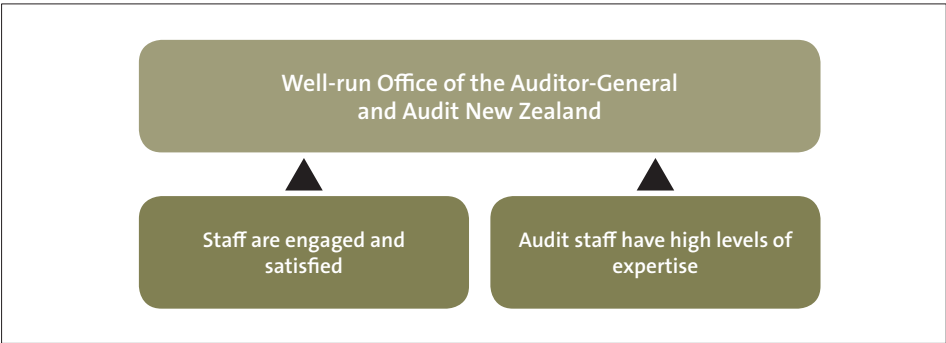 Well-run Office of the Auditor-General
and Audit New Zealand
Staff are engaged and
satisfied
Audit staff have high levels of
expertise